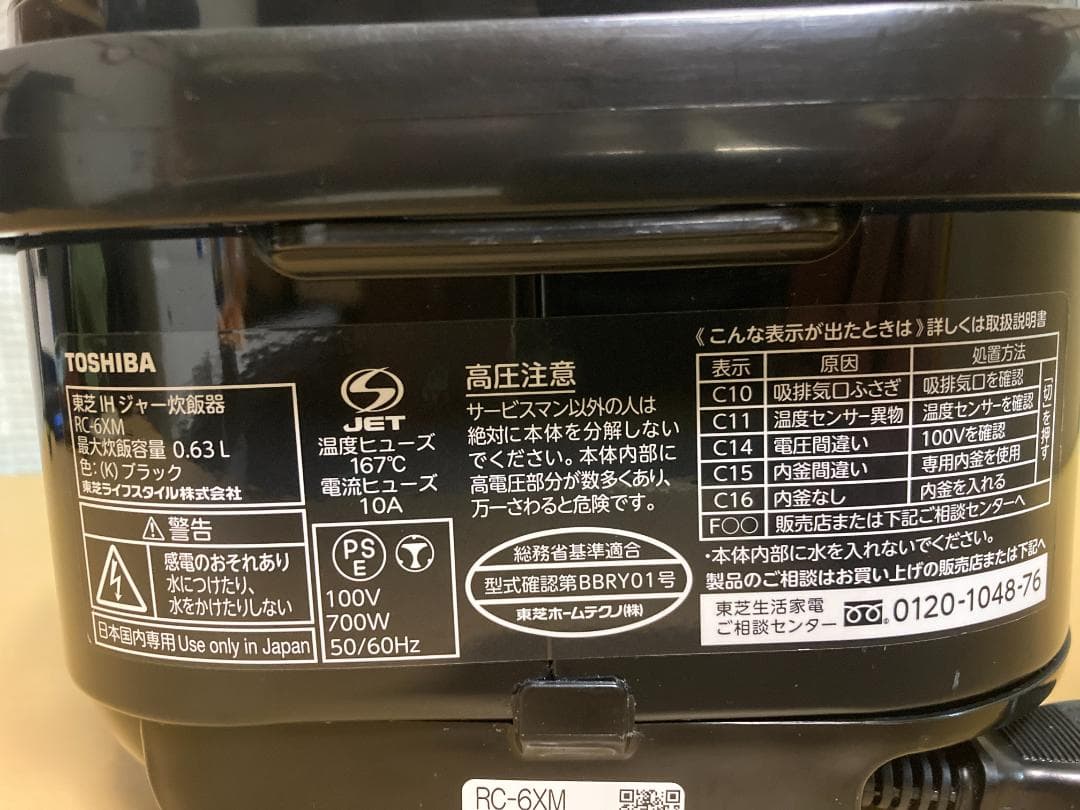 TOSHIBA
東芝IHジャー炊飯器
RC-6XM
最大炊飯容量 0.63L
色:(K)ブラック
東芝ライフスタイル株式会社
⚠警告
感電のおそれあり
水につけたり、
水をかけたりしない
日本国内専用 Use only in Japan
JET
温度ヒューズ
167℃
電流ヒューズ
10A
PS
E
100V
700W
50/60Hz
高圧注意
サービスマン以外の人は
絶対に本体を分解しない
でください。本体内部に
高電圧部分が数多くあり、
万一さわると危険です。
総務省基準適合
型式確認第BBRY01号
東芝ホームテクノ(株)
《こんな表示が出たときは》詳しくは取扱説明書
表示 原因 処置方法
C10 吸排気口ふさぎ 吸排気口を確認
C11 温度センサー異物 温度センサーを確認
C14 電圧間違い 100Vを確認
C15 内釜間違い 専用内釜を使用
C16 内釜なし 内釜を入れる
「切」を押す
F○○ 販売店または下記ご相談センターへ
・本体内部に水を入れないでください。
製品のご相談はお買い上げの販売店または下記へ
東芝生活家電
ご相談センター 0120-1048-76
RC-6XM